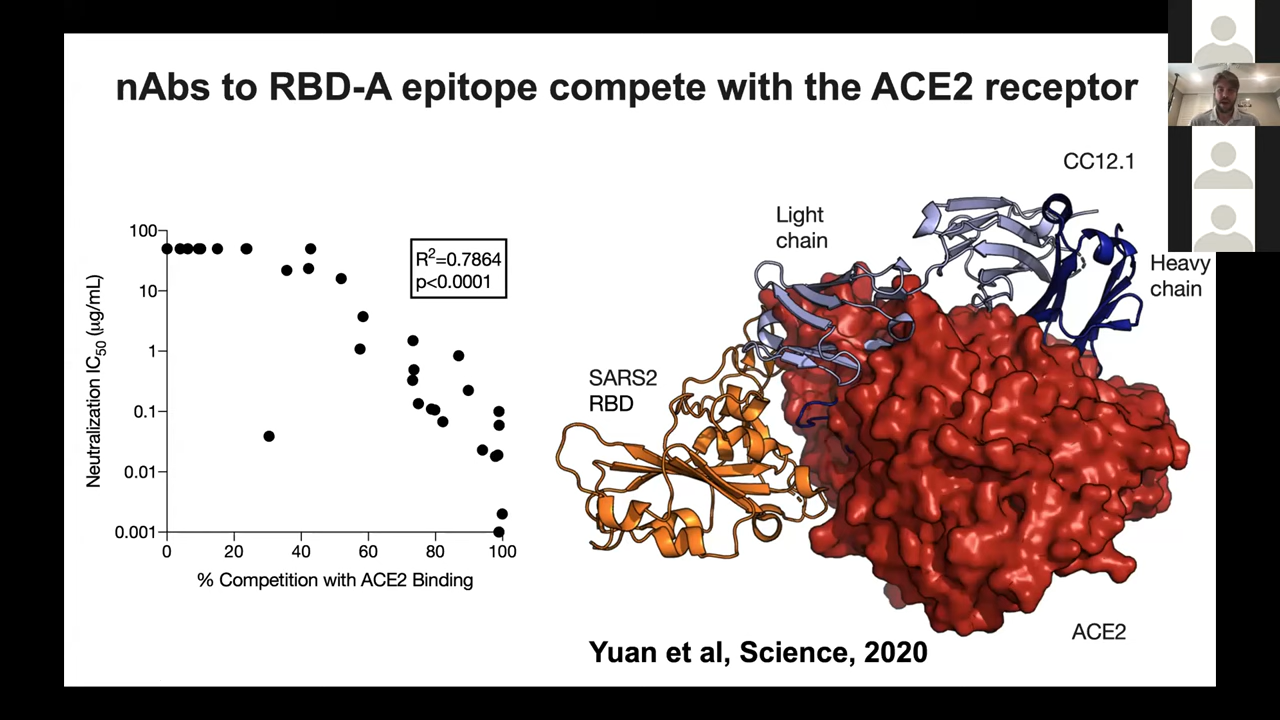 nAbs to RBD-A epitope compete with the ACE2 receptor
CC12.1
Light
chain
Heavy
chain
100
10
1
0.1
0.01
0.001
Neutralization IC50 (µg/mL)
R2=0.7864
p<0.0001
0 20 40 60 80 100
% Competition with ACE2 Binding
SARS2
RBD
ACE2
Yuan et al, Science, 2020